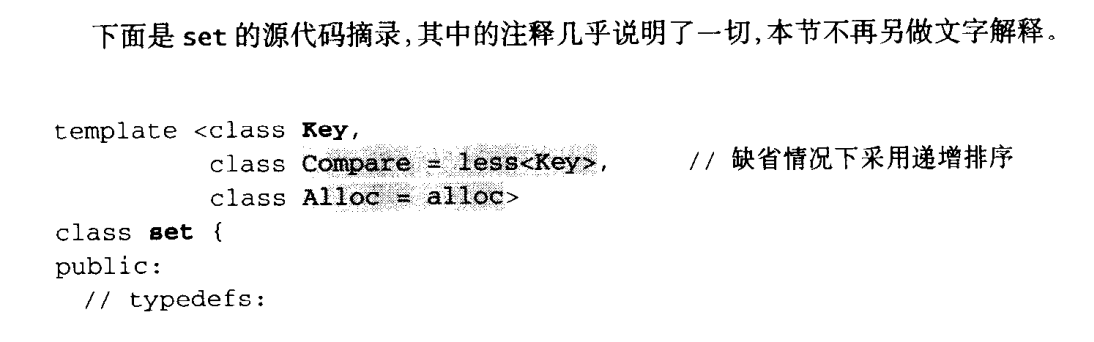 下面是 set 的源代码摘录,其中的注释几乎说明了一切,本节不再另做文字解释。
template <class Key,
class Compare = less<Key>, // 缺省情况下采用递增排序
class Alloc = alloc>
class set {
public:
// typedefs: